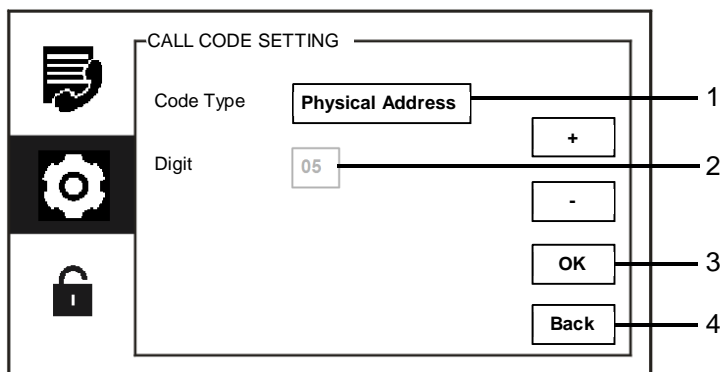 CALL CODE SETTING
Code Type
Physical Address
1
+
Digit
05
2
-
OK
3
Back
4